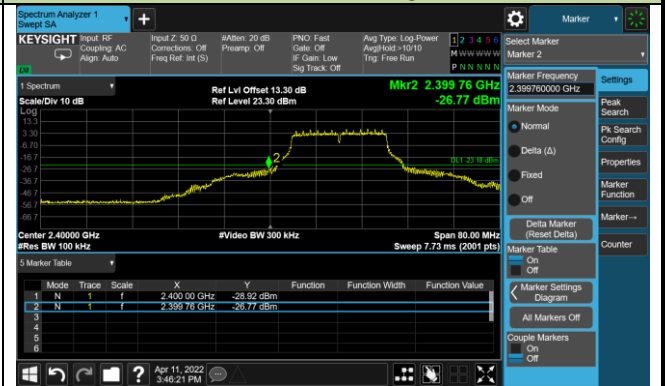 Spectrum Analyzer 1
Swept SA
+
Marker
KEYSIGHT
Input: RF
Coupling: AC
Align: Auto
Input Z: 50 Ω
Corrections: Off
Freq Ref: Int (S)
#Atten: 20 dB
Preamp: Off
PNO: Fast
Gate: Off
IF Gain: Low
Sig Track: Off
Avg Type: Log-Power
Avg|Hold:>10/10
Trig: Free Run
1 2 3 4 5 6
M W W W W W
P N N N N N
Select Marker
Marker 2
1 Spectrum
Ref Lvl Offset 13.30 dB
Mkr2 2.399 76 GHz
Scale/Div 10 dB
Ref Level 23.30 dBm
-26.77 dBm
Log
13.3
3.30
-6.70
-16.7
-26.7
-36.7
-46.7
-56.7
-66.7
2
DL1 -23.16 dBm
Center 2.40000 GHz
#Video BW 300 kHz
Span 80.00 MHz
#Res BW 100 kHz
Sweep 7.73 ms (2001 pts)
5 Marker Table
Mode Trace Scale X Y Function Function Width Function Value
1 N 1 f 2.400 00 GHz -28.92 dBm
2 N 1 f 2.399 76 GHz -26.77 dBm
3
4
5
6
Marker Frequency
2.399760000 GHz
Marker Mode
Normal
Delta (Δ)
Fixed
Off
Delta Marker
(Reset Delta)
Marker Table
On
Off
Marker Settings
Diagram
All Markers Off
Couple Markers
On
Off
Settings
Peak
Search
Pk Search
Config
Properties
Marker
Function
Marker→
Counter
?
Apr 11, 2022
3:46:21 PM